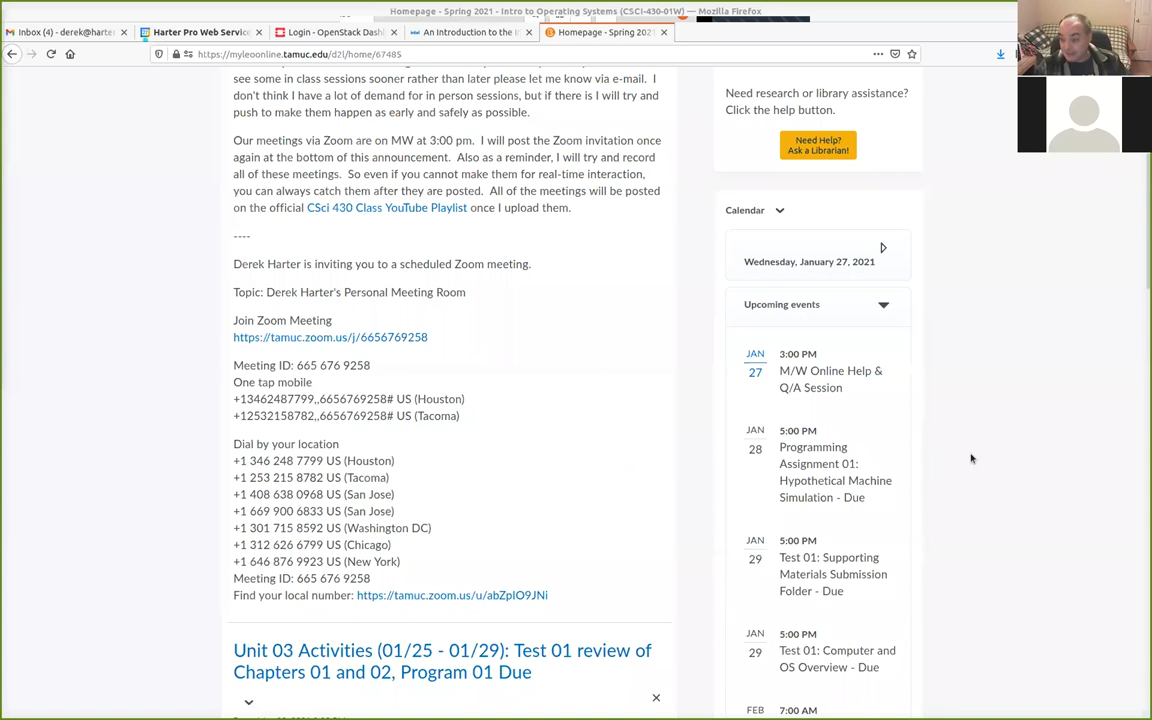 Homepage - Spring 2021 - Intro to Operating Systems (CSCI-430-01W) — Mozilla Firefox
Inbox (4) - derek@harter
Harter Pro Web Service
Login - OpenStack Dash
An Introduction to the
Homepage - Spring 2021
https://myleoonline.tamuc.edu/d2l/home/67485
see some in class sessions sooner rather than later please let me know via e-mail. I
don't think I have a lot of demand for in person sessions, but if there is I will try and
push to make them happen as early and safely as possible.
Our meetings via Zoom are on MW at 3:00 pm. I will post the Zoom invitation once
again at the bottom of this announcement. Also as a reminder, I will try and record
all of these meetings. So even if you cannot make them for real-time interaction,
you can always catch them after they are posted. All of the meetings will be posted
on the official CSci 430 Class YouTube Playlist once I upload them.
----
Derek Harter is inviting you to a scheduled Zoom meeting.
Topic: Derek Harter's Personal Meeting Room
Join Zoom Meeting
https://tamuc.zoom.us/j/6656769258
Meeting ID: 665 676 9258
One tap mobile
+13462487799,,6656769258# US (Houston)
+12532158782,,6656769258# US (Tacoma)
Dial by your location
+1 346 248 7799 US (Houston)
+1 253 215 8782 US (Tacoma)
+1 408 638 0968 US (San Jose)
+1 669 900 6833 US (San Jose)
+1 301 715 8592 US (Washington DC)
+1 312 626 6799 US (Chicago)
+1 646 876 9923 US (New York)
Meeting ID: 665 676 9258
Find your local number: https://tamuc.zoom.us/u/abZpIO9JNi
Unit 03 Activities (01/25 - 01/29): Test 01 review of
Chapters 01 and 02, Program 01 Due
Need research or library assistance?
Click the help button.
Need Help?
Ask a Librarian!
Calendar
Wednesday, January 27, 2021
Upcoming events
JAN
27
3:00 PM
M/W Online Help &
Q/A Session
JAN
28
5:00 PM
Programming
Assignment 01:
Hypothetical Machine
Simulation - Due
JAN
29
5:00 PM
Test 01: Supporting
Materials Submission
Folder - Due
JAN
29
5:00 PM
Test 01: Computer and
OS Overview - Due
FEB
7:00 AM